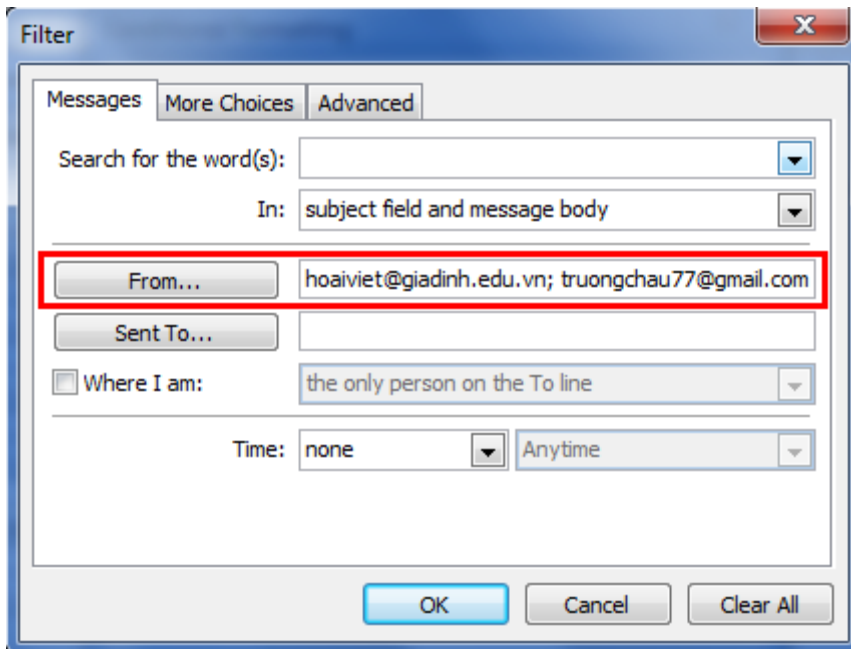 Filter
Messages More Choices Advanced
Search for the word(s):
In: subject field and message body
From... hoaiviet@giadinh.edu.vn; truongchau77@gmail.com
Sent To...
Where I am: the only person on the To line
Time: none Anytime
OK Cancel Clear All